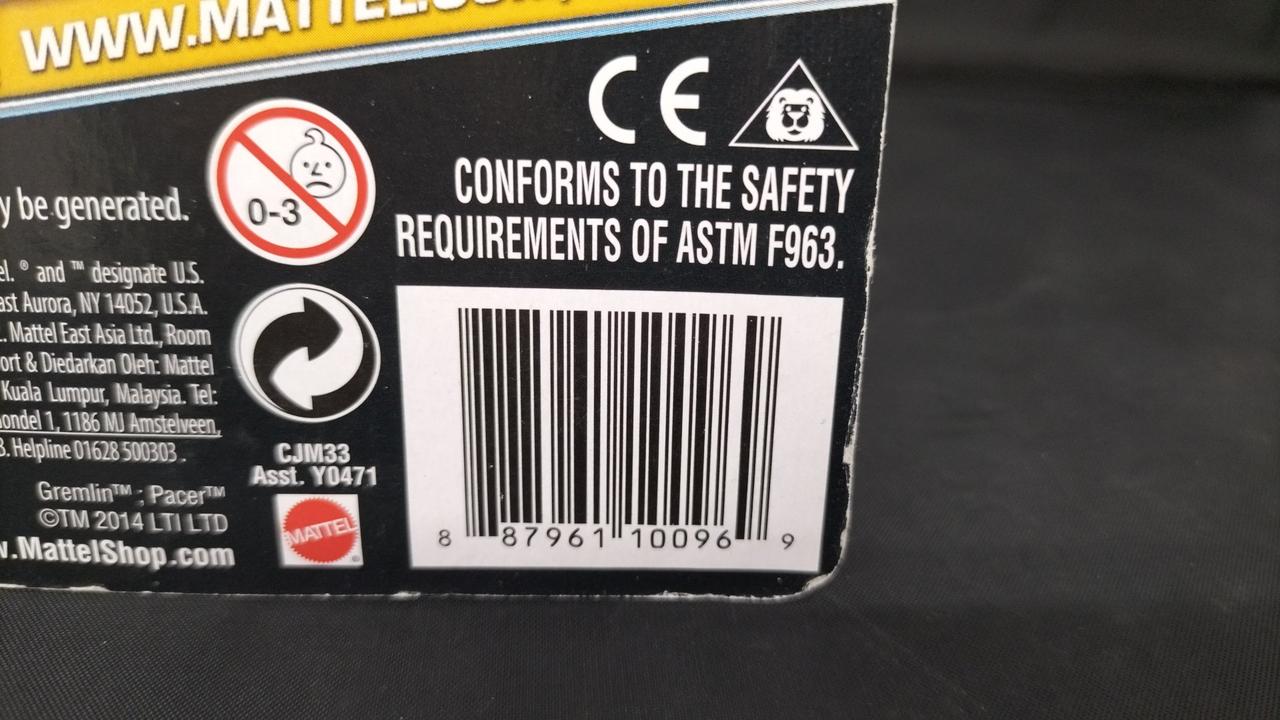 WWW.MATTEL.COM
CE
CONFORMS TO THE SAFETY
REQUIREMENTS OF ASTM F963.
0-3
y be generated.
el. ® and ™ designate U.S.
ast Aurora, NY 14052, U.S.A.
. Mattel East Asia Ltd., Room
ort & Diedarkan Oleh: Mattel
Kuala Lumpur, Malaysia. Tel:
ondel 1, 1186 MJ Amstelveen,
3. Helpline 01628 500303.
Gremlin™ ; Pacer™
©TM 2014 LTI LTD
w.MattelShop.com
CJM33
Asst. Y0471
MATTEL®
8 87961 10096 9